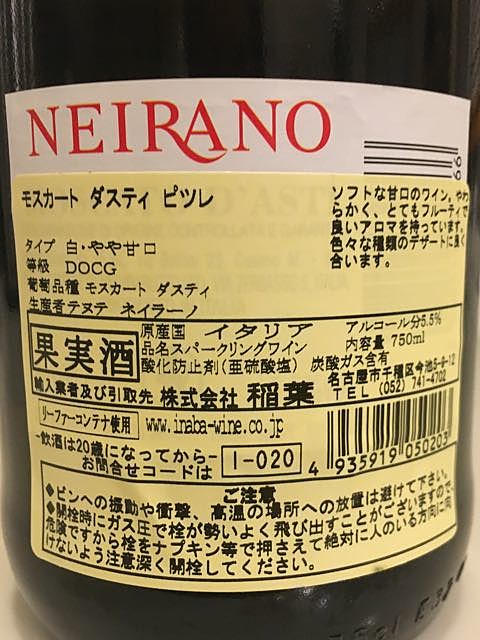 NEIRANO
モスカート ダスティ ピツレ
ソフトな甘口のワイン。やわ
らかく、とてもフルーティで
良いアロマを持っています。
色々な種類のデザートに良く
合います。
タイプ 白・やや甘口
等級 DOCG
葡萄品種 モスカート ダスティ
生産者 テヌテ ネイラーノ
果実酒
原産国 イタリア
アルコール分5.5%
品名 スパークリングワイン
内容量 750ml
酸化防止剤(亜硫酸塩) 炭酸ガス含有
輸入業者及び引取先 株式会社 稲葉
名古屋市千種区今池5-9-12
TEL (052) 741-4702
リーファーコンテナ使用
www.inaba-wine.co.jp
-飲酒は20歳になってから-
お問合せコードは
I-020
4 935919 050203
ご注意
●ビンへの振動や衝撃、高温の場所への放置は避けて下さい。
●開栓時にガス圧で栓が勢いよく飛び出すことがございますので、
危険ですから栓をナプキン等で押さえて絶対に人のいる方向に向
けないよう注意深く開栓してください。